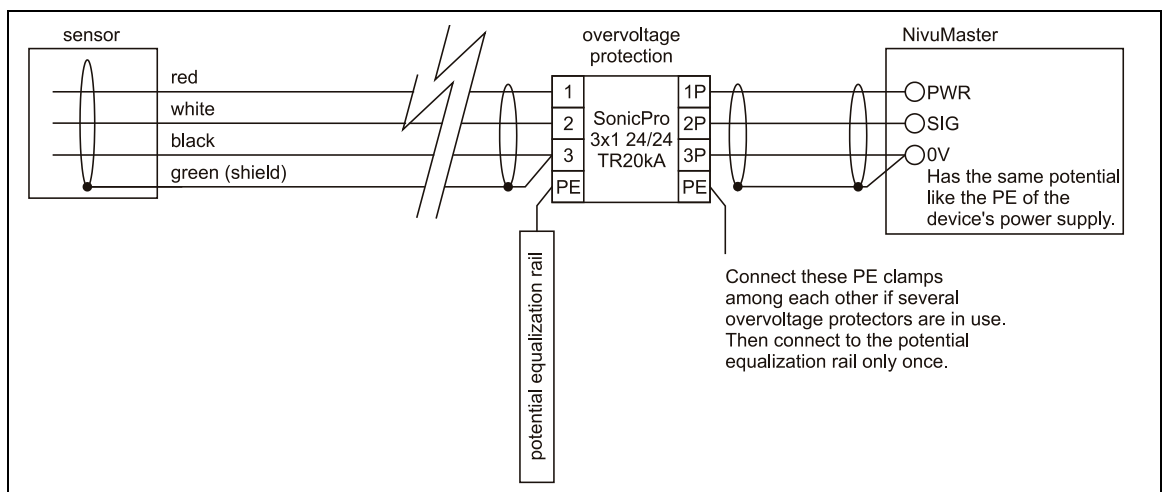 sensor
overvoltage
protection
NivuMaster
red
white
black
green (shield)
1
2
3
PE
SonicPro
3x1 24/24
TR20kA
1P
2P
3P
PE
PWR
SIG
0V
Has the same potential
like the PE of the
device's power supply.
potential equalization rail
Connect these PE clamps
among each other if several
overvoltage protectors are in use.
Then connect to the potential
equalization rail only once.